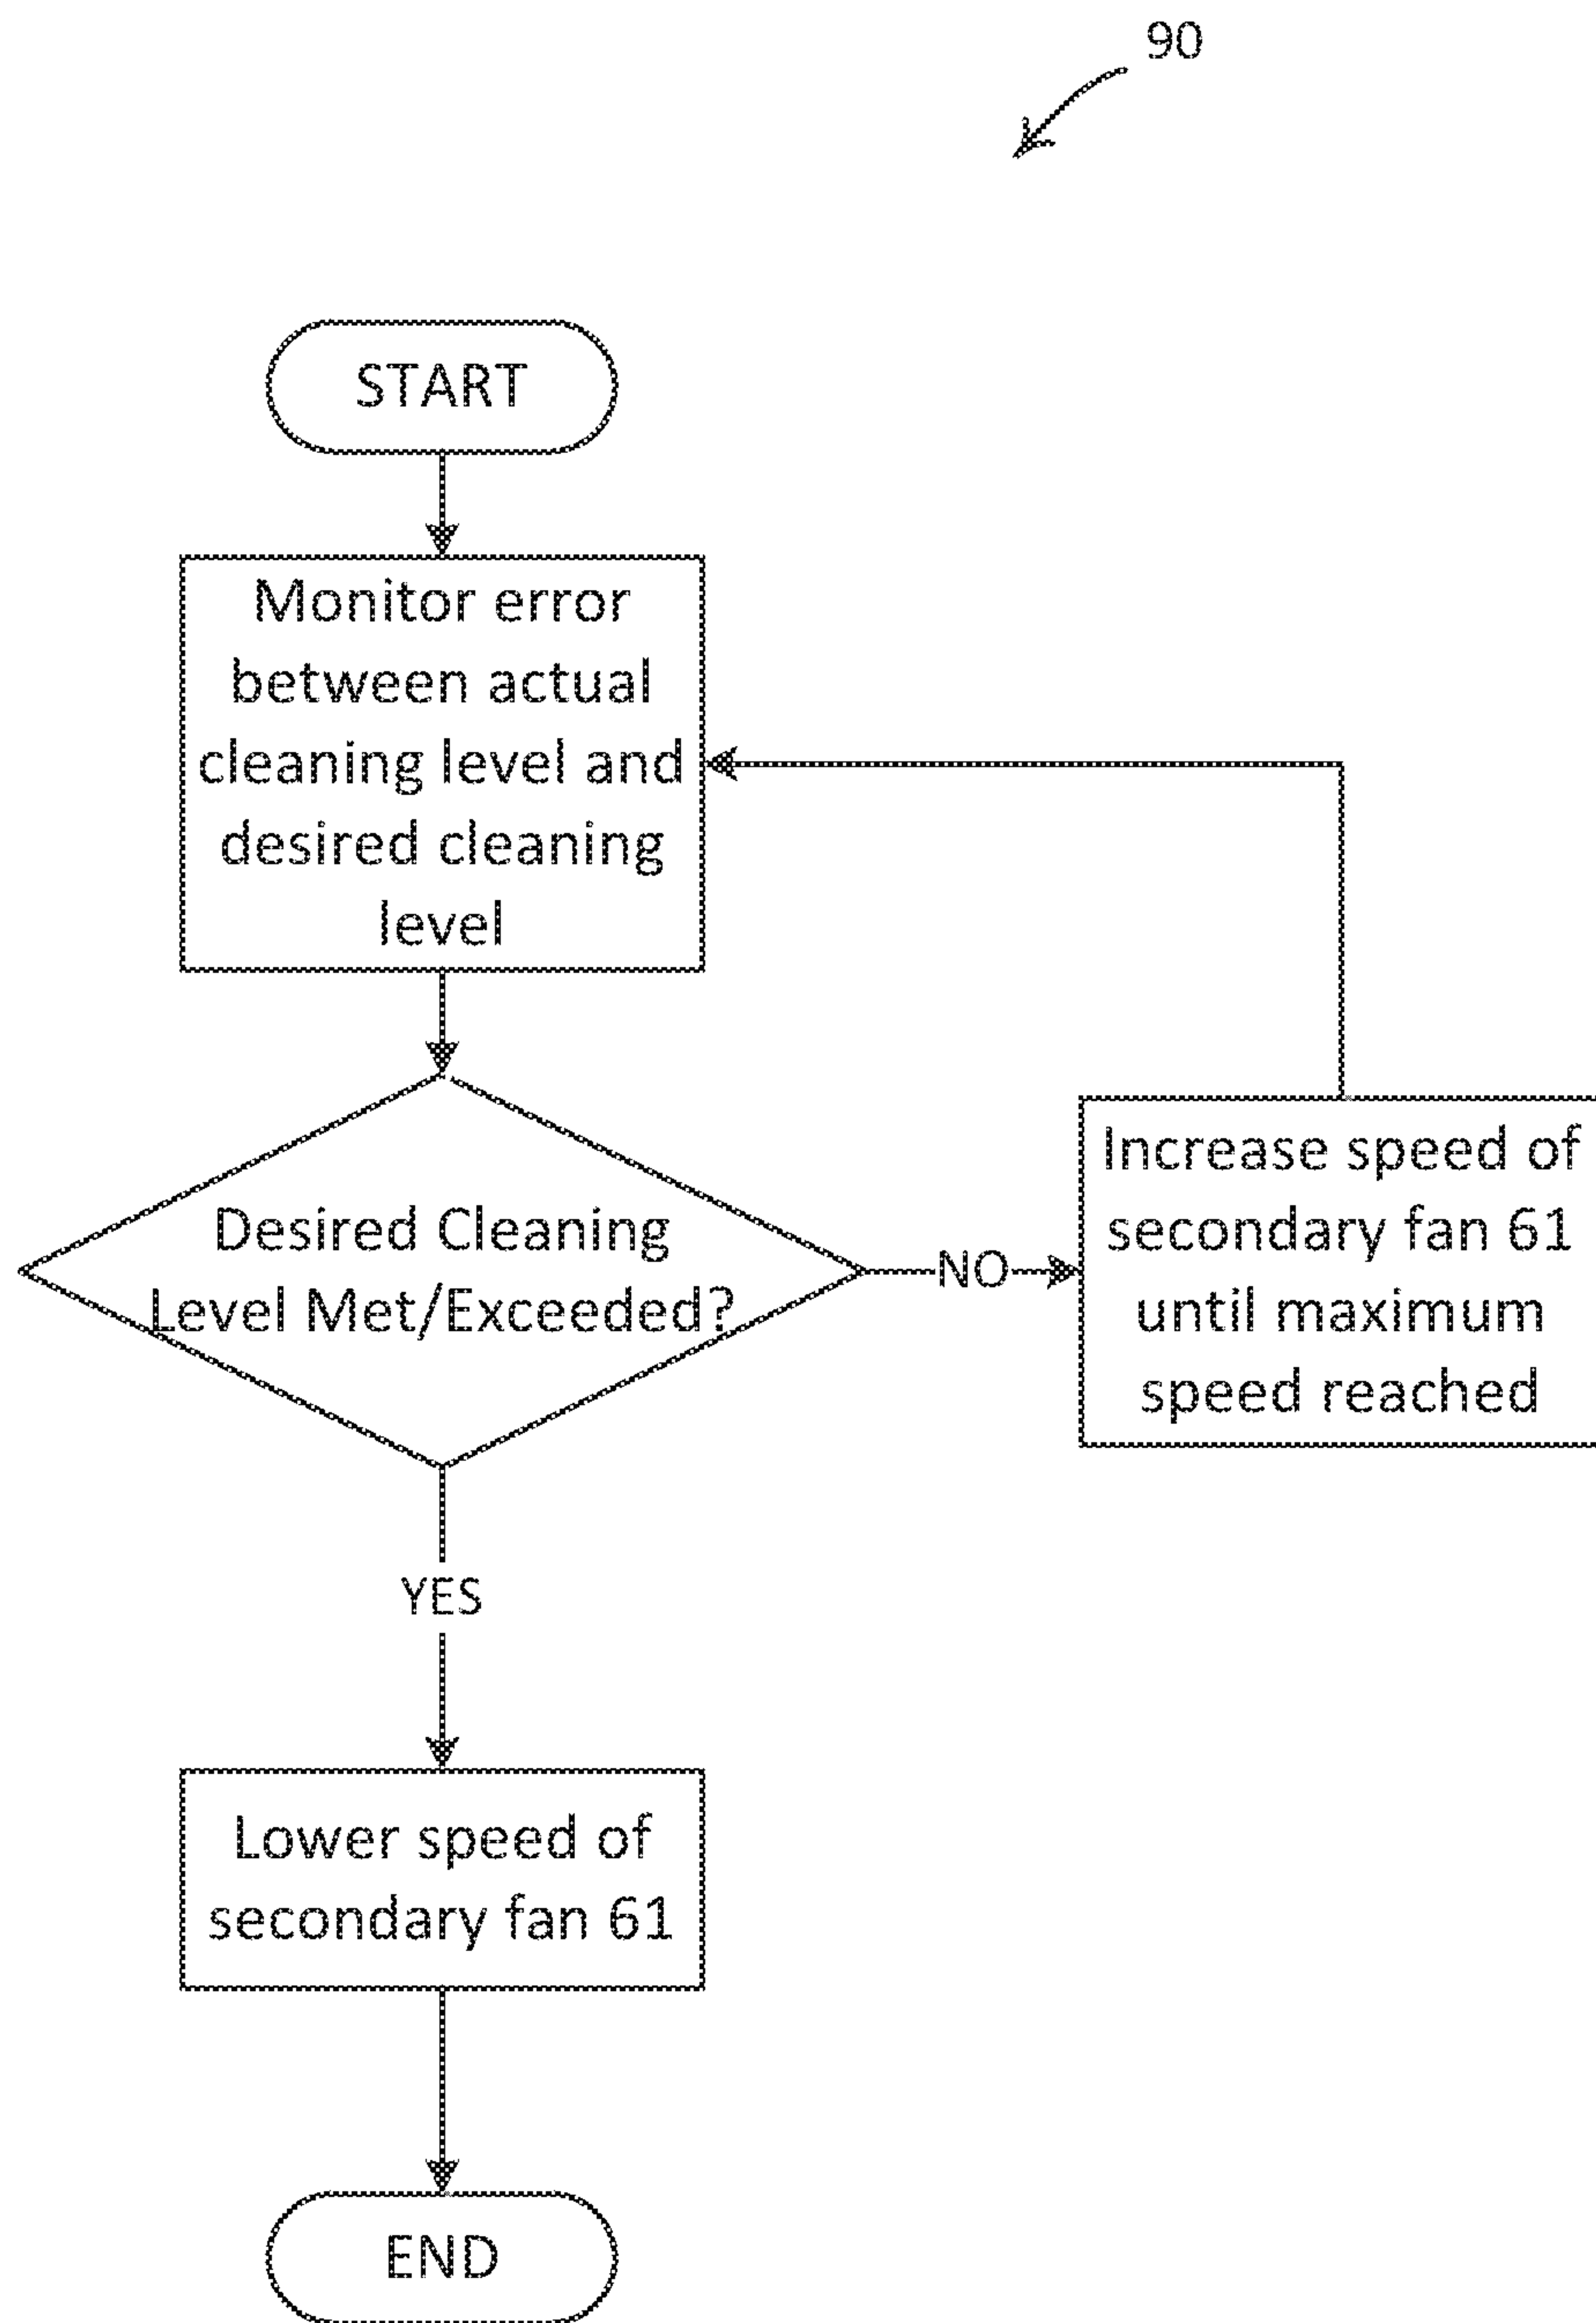 90
START
Monitor error
between actual
cleaning level and
desired cleaning
level
Desired Cleaning
Level Met/Exceeded?
NO
Increase speed of
secondary fan 61
until maximum
speed reached
YES
Lower speed of
secondary fan 61
END